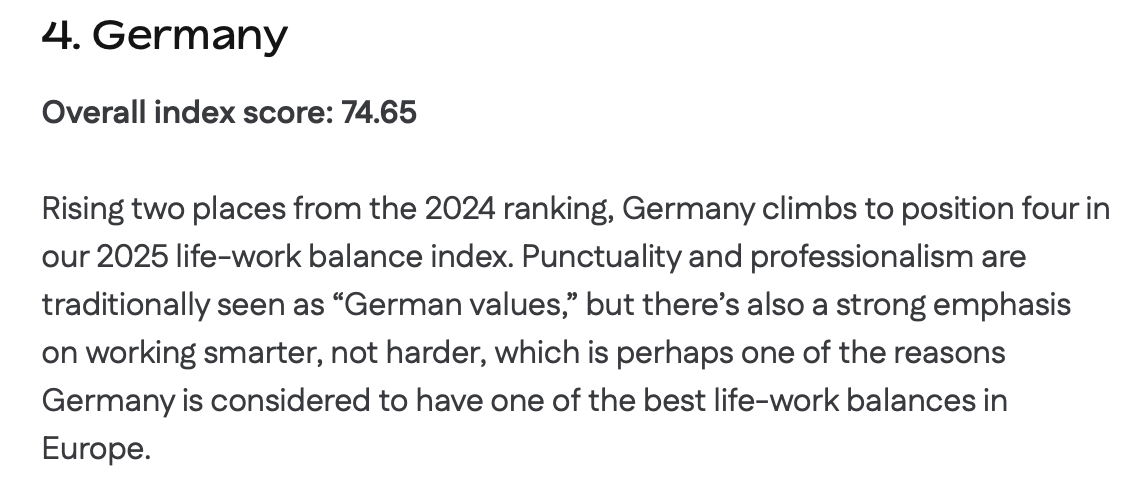 4. Germany
Overall index score: 74.65
Rising two places from the 2024 ranking, Germany climbs to position four in
our 2025 life-work balance index. Punctuality and professionalism are
traditionally seen as “German values,” but there’s also a strong emphasis
on working smarter, not harder, which is perhaps one of the reasons
Germany is considered to have one of the best life-work balances in
Europe.